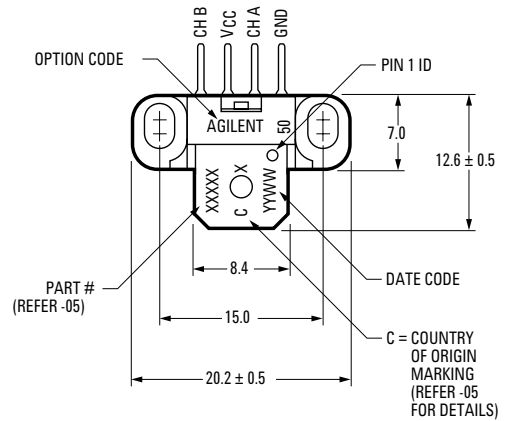 CH B
VCC
CH A
GND
OPTION CODE
PIN 1 ID
AGILENT
50
7.0
12.6 ± 0.5
XXXXX
X
C
YYWW
8.4
PART #
(REFER -05)
DATE CODE
15.0
C = COUNTRY
OF ORIGIN
MARKING
(REFER -05
FOR DETAILS)
20.2 ± 0.5